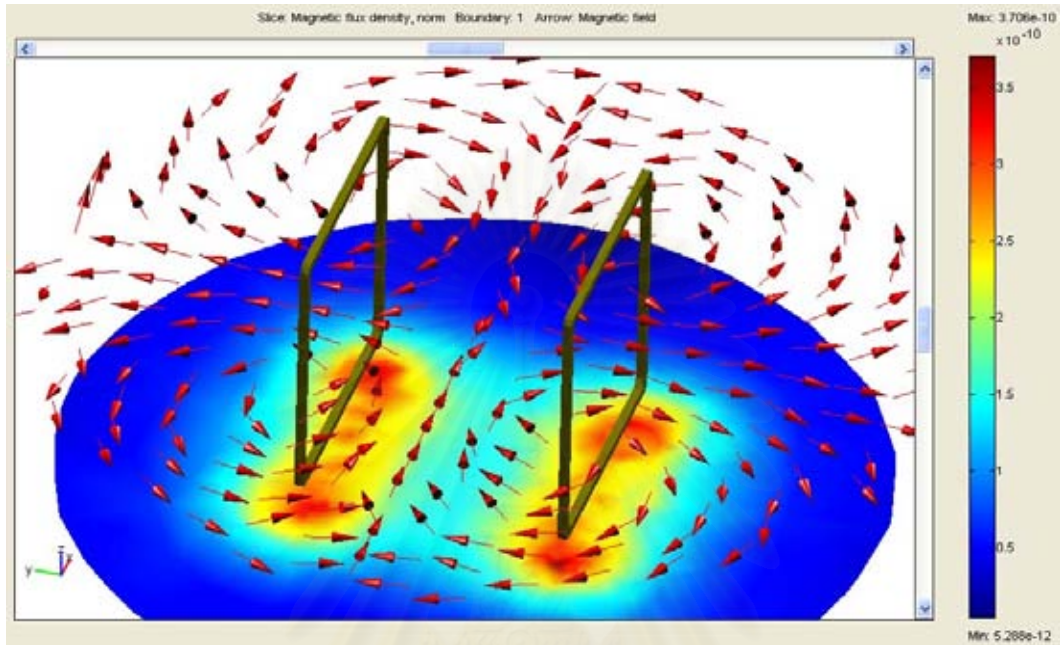 Slice: Magnetic flux density, norm Boundary: 1 Arrow: Magnetic field
Max: 3.706e-10
x 10^-10
3.5
3
2.5
2
1.5
1
0.5
Min: 5.288e-12
z
y
x